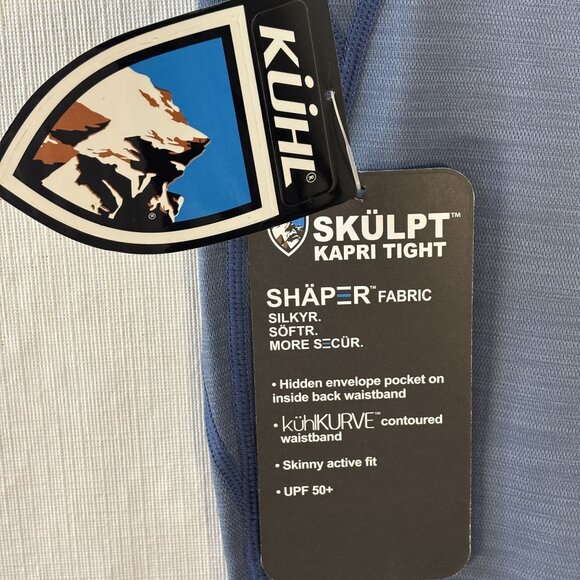 KÜHL®
®
SKÜLPT™
KAPRI TIGHT
SHÄPER™ FABRIC
SILKYR.
SÖFTR.
MORE SECÜR.
• Hidden envelope pocket on
inside back waistband
• kühlKURVE™ contoured
waistband
• Skinny active fit
• UPF 50+